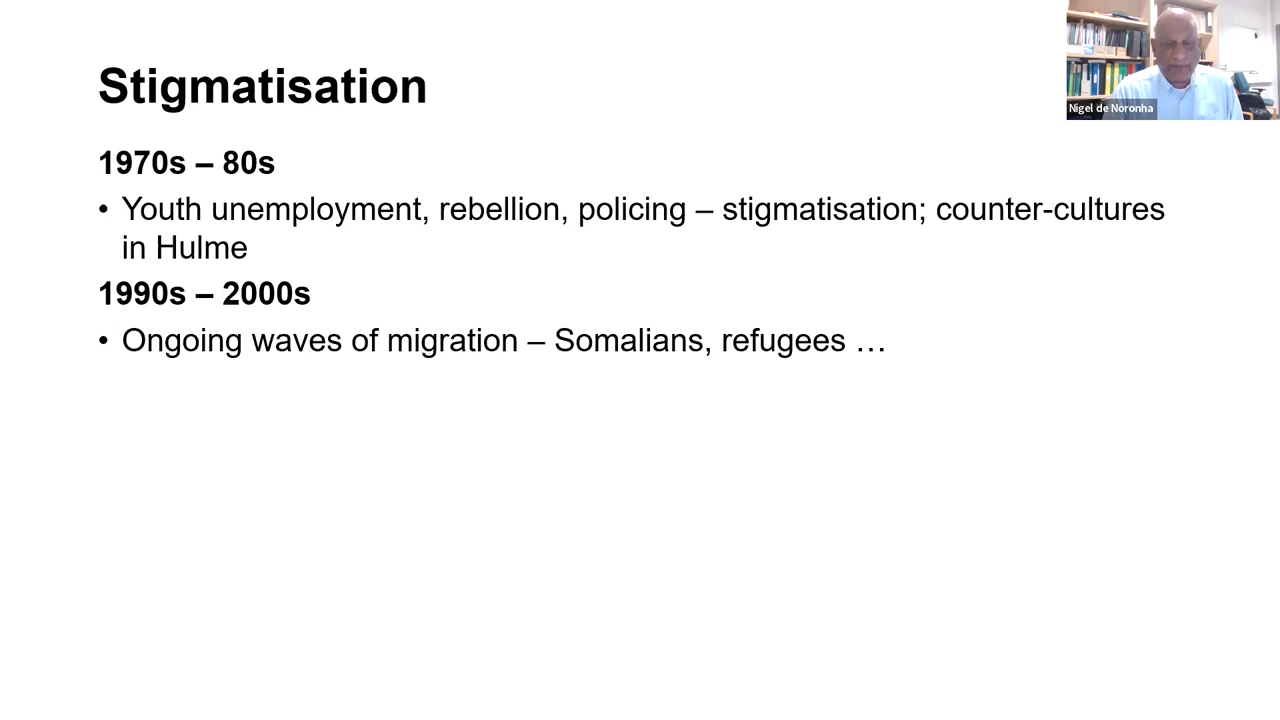 Stigmatisation
Nigel de Noronha
1970s – 80s
• Youth unemployment, rebellion, policing – stigmatisation; counter-cultures
in Hulme
1990s – 2000s
• Ongoing waves of migration – Somalians, refugees …